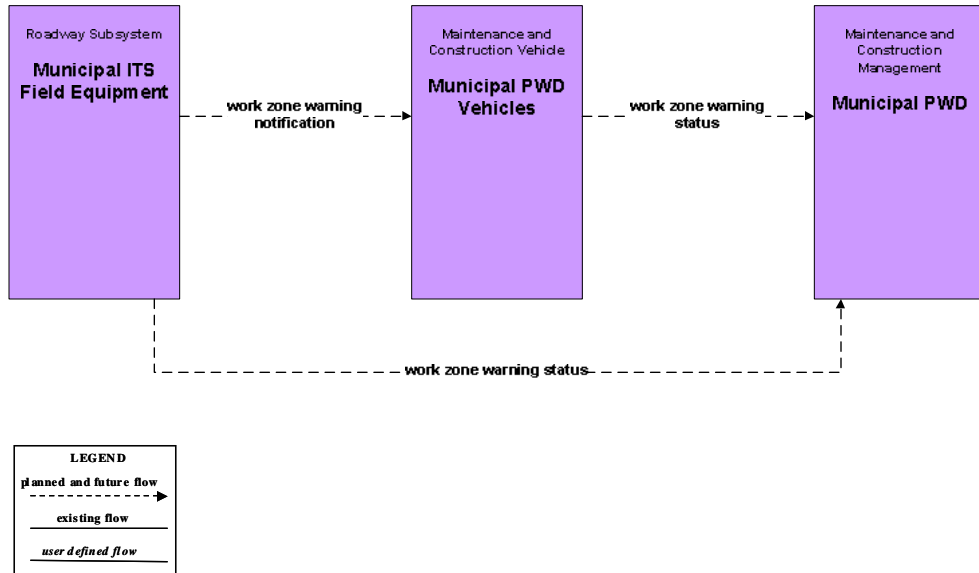 Roadway Subsystem
Municipal ITS
Field Equipment
work zone warning
notification
Maintenance and
Construction Vehicle
Municipal PWD
Vehicles
work zone warning
status
Maintenance and
Construction
Management
Municipal PWD
work zone warning status
LEGEND
planned and future flow
existing flow
user defined flow